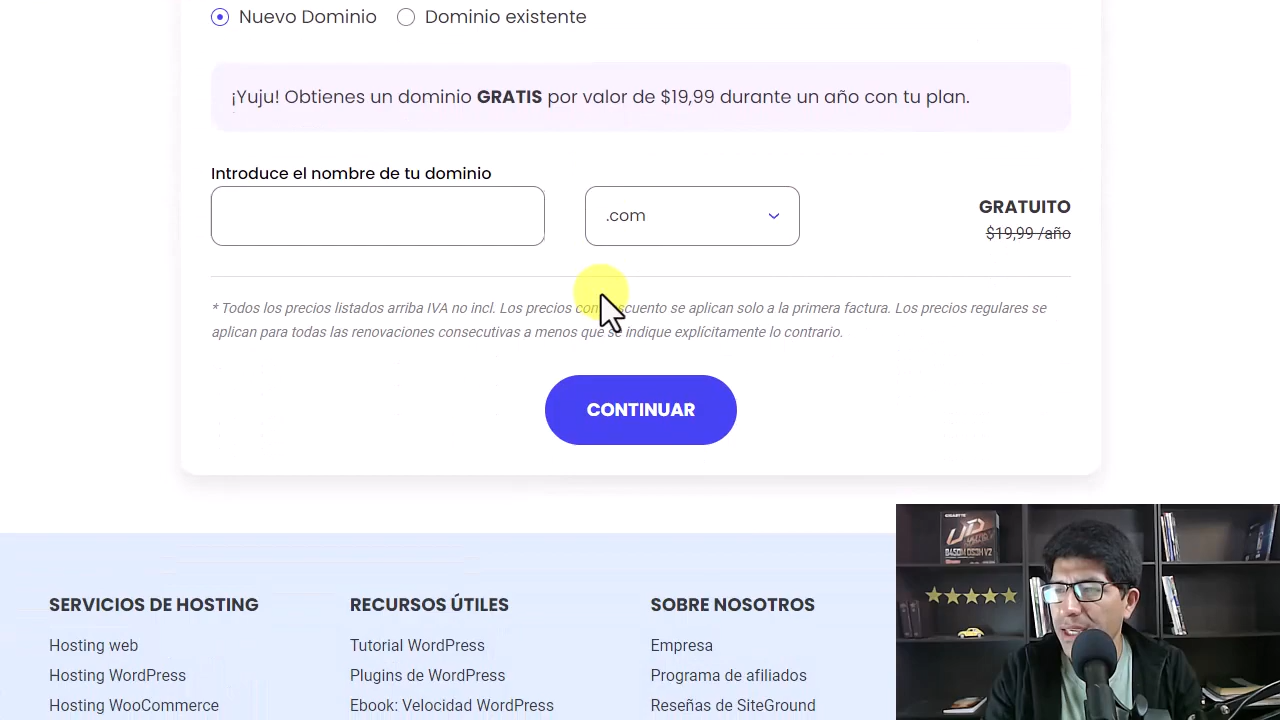 Nuevo Dominio Dominio existente
¡Yuju! Obtienes un dominio GRATIS por valor de $19,99 durante un año con tu plan.
Introduce el nombre de tu dominio
.com
GRATUITO
$19,99 /año
* Todos los precios listados arriba IVA no incl. Los precios con descuento se aplican solo a la primera factura. Los precios regulares se
aplican para todas las renovaciones consecutivas a menos que se indique explícitamente lo contrario.
CONTINUAR
SERVICIOS DE HOSTING
Hosting web
Hosting WordPress
Hosting WooCommerce
RECURSOS ÚTILES
Tutorial WordPress
Plugins de WordPress
Ebook: Velocidad WordPress
SOBRE NOSOTROS
Empresa
Programa de afiliados
Reseñas de SiteGround
GIGABYTE
UD
B450M DS3H V2